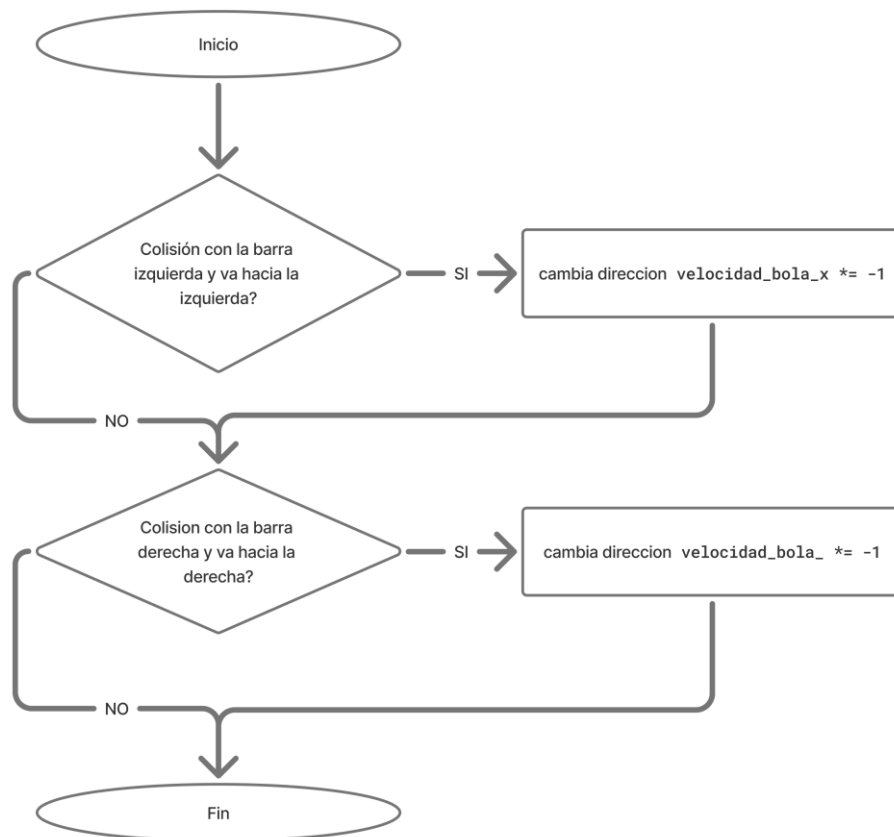 Inicio
Colisión con la barra
izquierda y va hacia la
izquierda?
SI
cambia direccion velocidad_bola_x *= -1
NO
Colision con la barra
derecha y va hacia la
derecha?
SI
cambia direccion velocidad_bola_ *= -1
NO
Fin